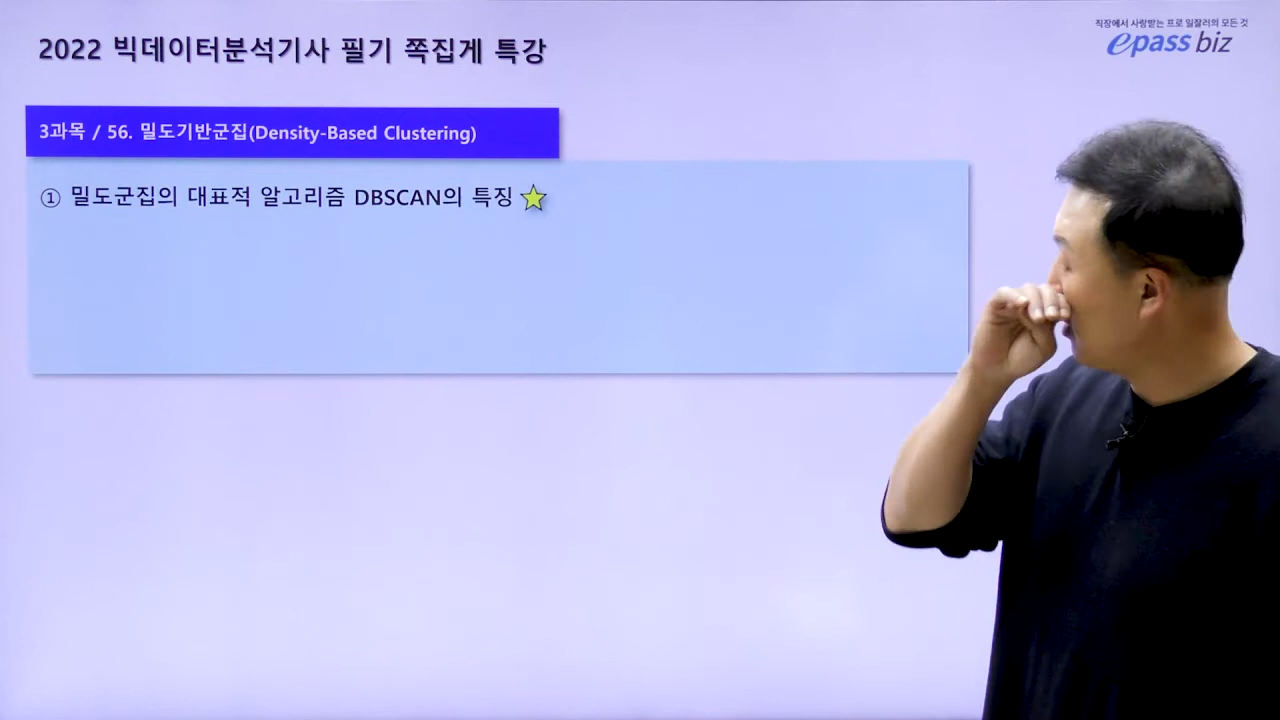 2022 빅데이터분석기사 필기 쪽집게 특강
직장에서 사랑받는 프로 일잘러의 모든 것
epass biz
3과목 / 56. 밀도기반군집(Density-Based Clustering)
① 밀도군집의 대표적 알고리즘 DBSCAN의 특징